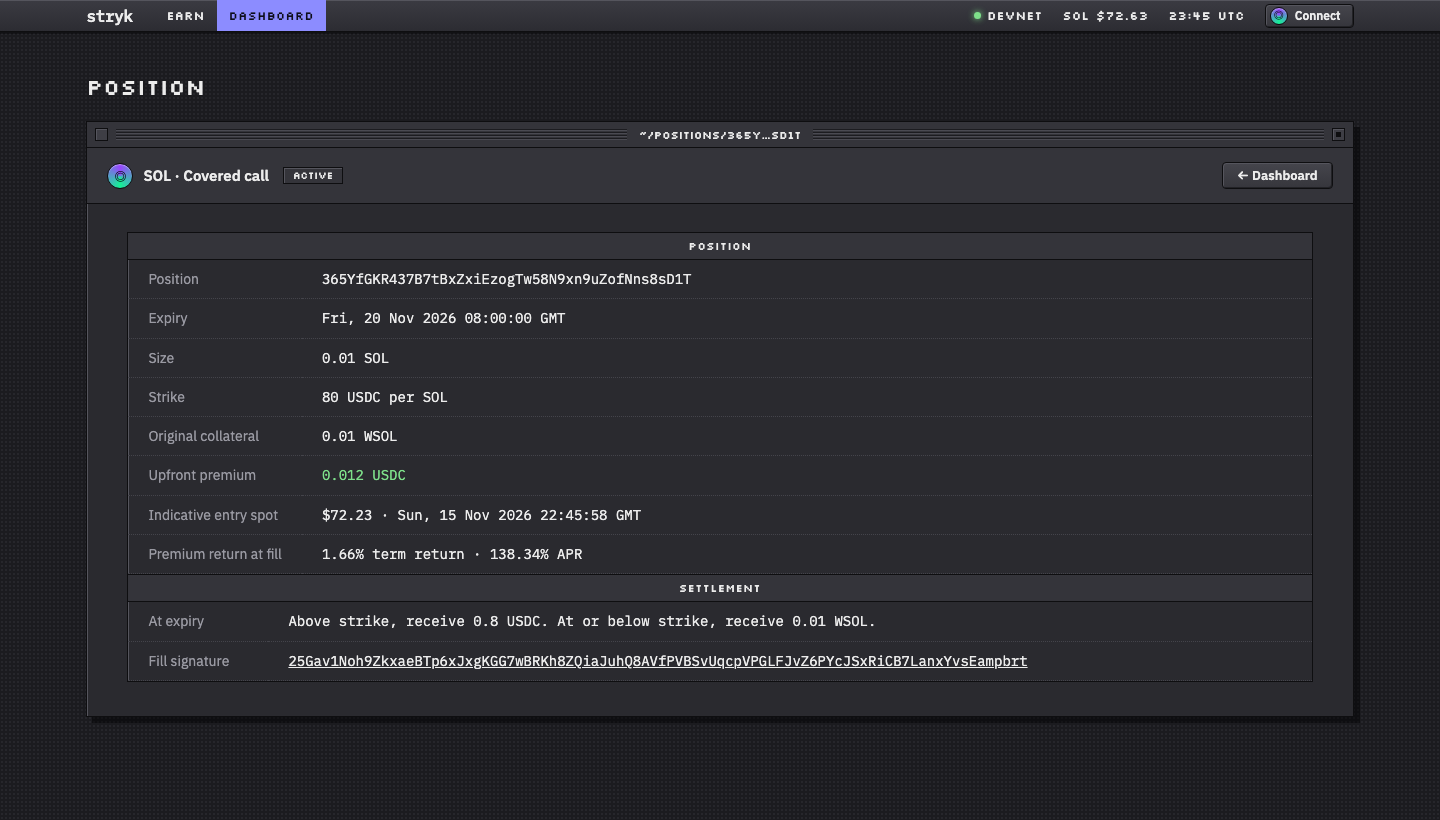 stryk
EARN
DASHBOARD
DEVNET
SOL $72.63
23:45 UTC
Connect
POSITION
~/POSITIONS/365Y…SD1T
SOL · Covered call
ACTIVE
← Dashboard
POSITION
Position 365YfGKR437B7tBxZxiEzogTw58N9xn9uZofNns8sD1T
Expiry Fri, 20 Nov 2026 08:00:00 GMT
Size 0.01 SOL
Strike 80 USDC per SOL
Original collateral 0.01 WSOL
Upfront premium 0.012 USDC
Indicative entry spot $72.23 · Sun, 15 Nov 2026 22:45:58 GMT
Premium return at fill 1.66% term return · 138.34% APR
SETTLEMENT
At expiry Above strike, receive 0.8 USDC. At or below strike, receive 0.01 WSOL.
Fill signature 25Gav1Noh9ZkxaeBTp6xJxgKGG7wBRKh8ZQiaJuhQ8AVfPVBSvUqcpVPGLFJvZ6PYcJSxRiCB7LanxYvsEampbrt